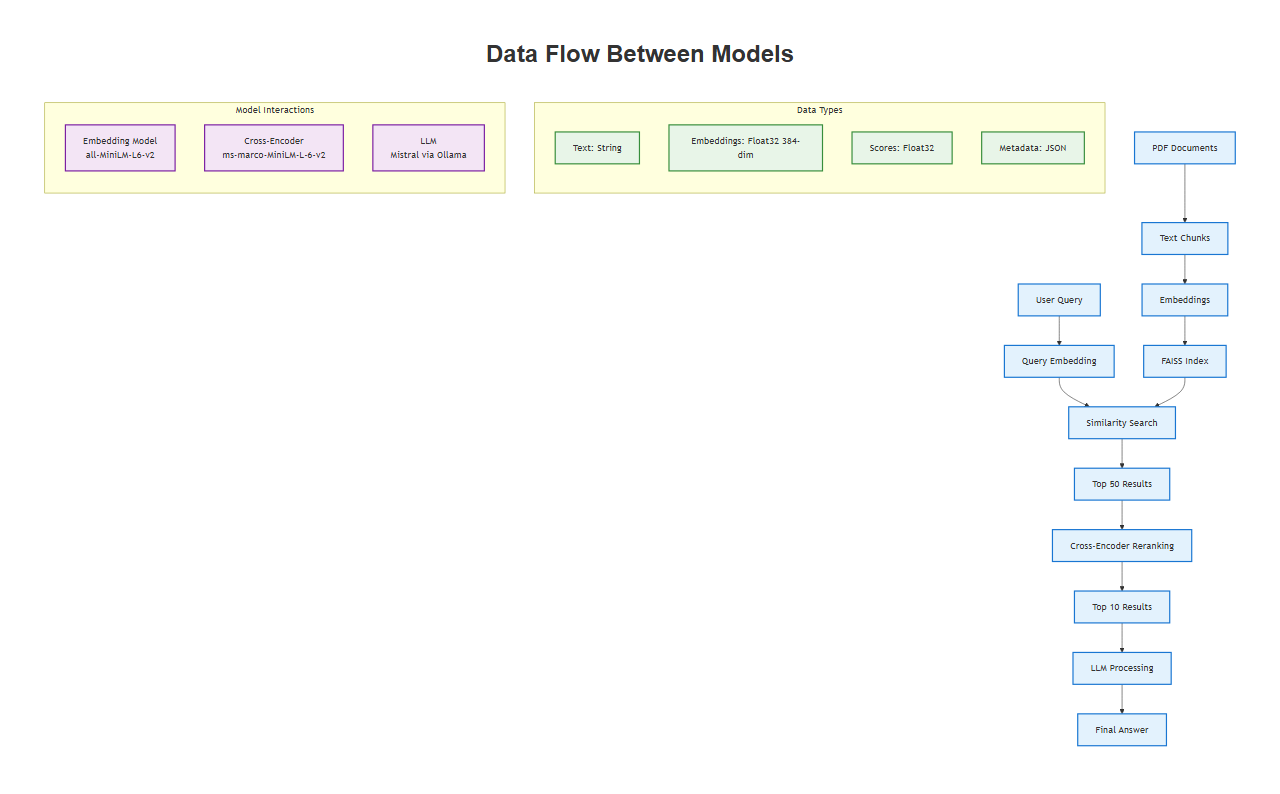 Data Flow Between Models
Model Interactions
Embedding Model
all-MiniLM-L6-v2
Cross-Encoder
ms-marco-MiniLM-L-6-v2
LLM
Mistral via Ollama
Data Types
Text: String
Embeddings: Float32 384-
dim
Scores: Float32
Metadata: JSON
PDF Documents
Text Chunks
User Query
Embeddings
Query Embedding
FAISS Index
Similarity Search
Top 50 Results
Cross-Encoder Reranking
Top 10 Results
LLM Processing
Final Answer